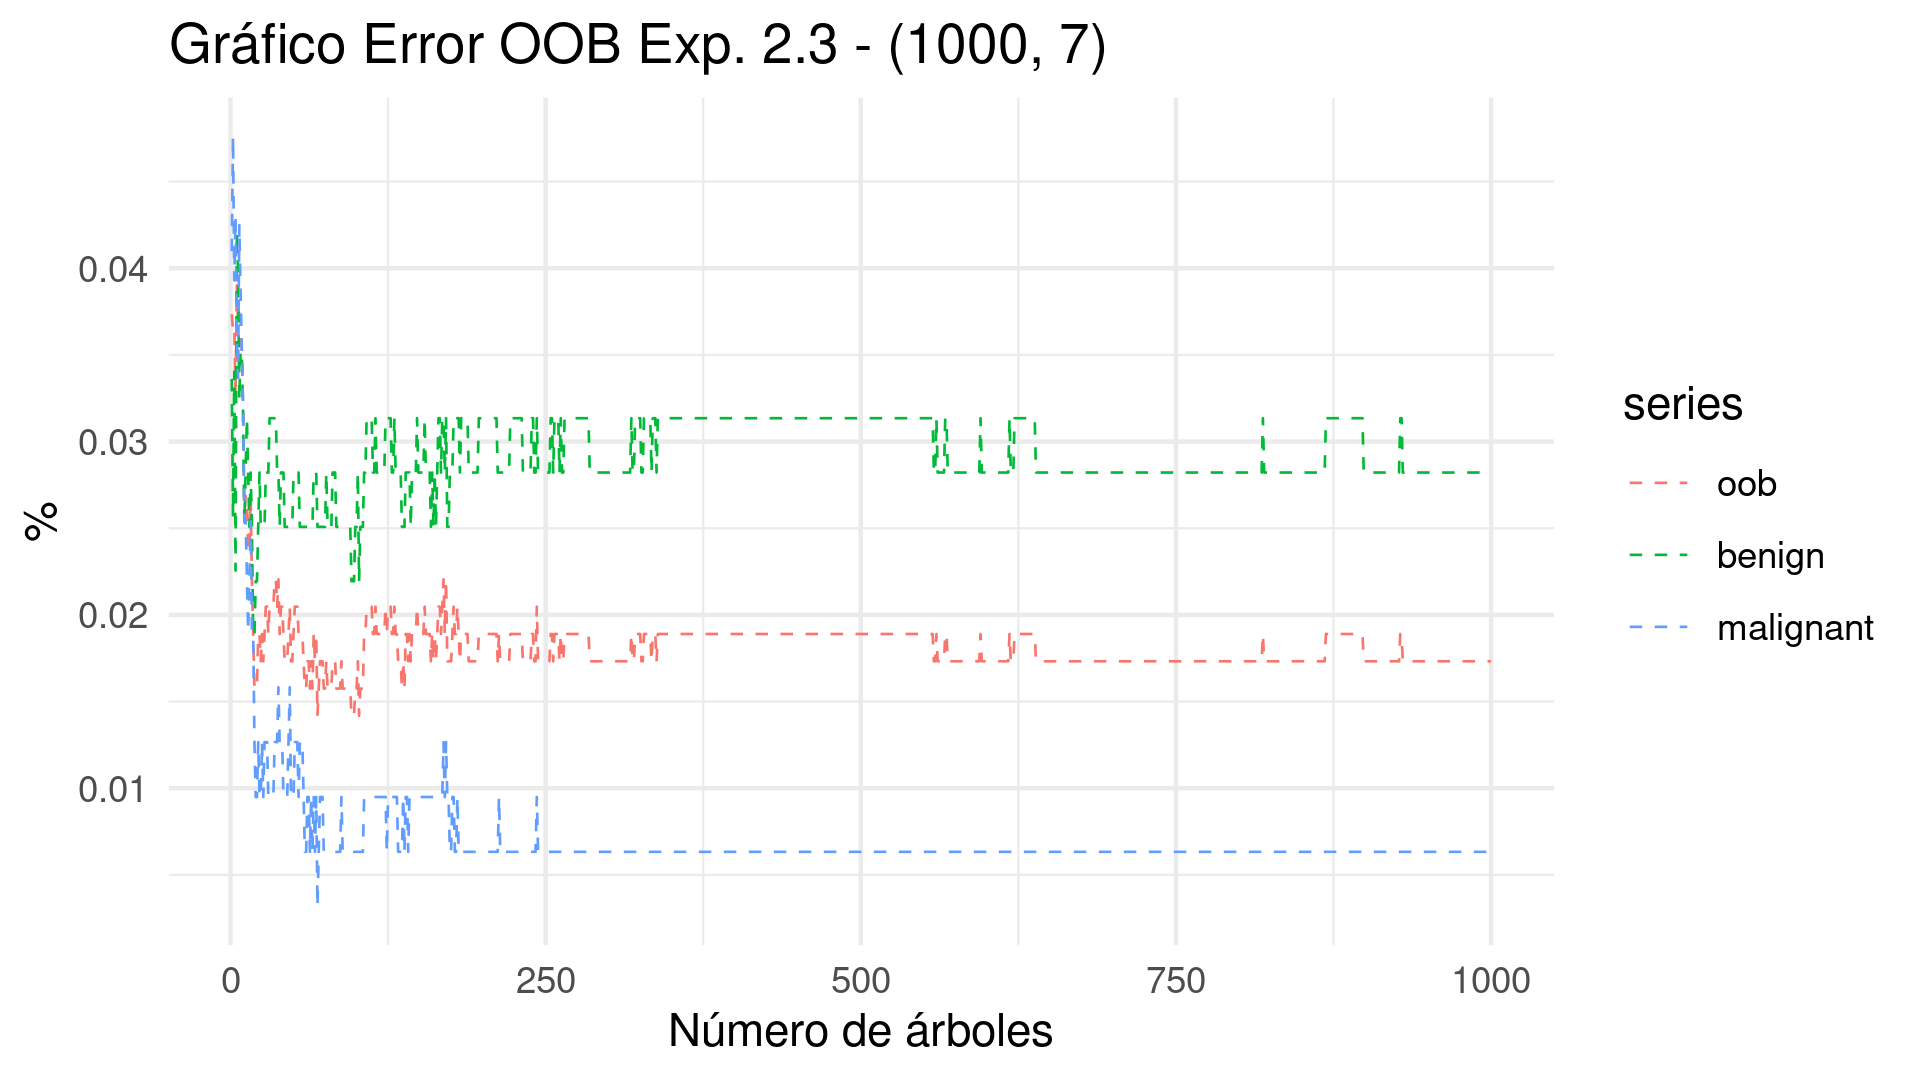 Gráfico Error OOB Exp. 2.3 - (1000, 7)
%
0.04
0.03
0.02
0.01
0
250
500
750
1000
Número de árboles
series
oob
benign
malignant